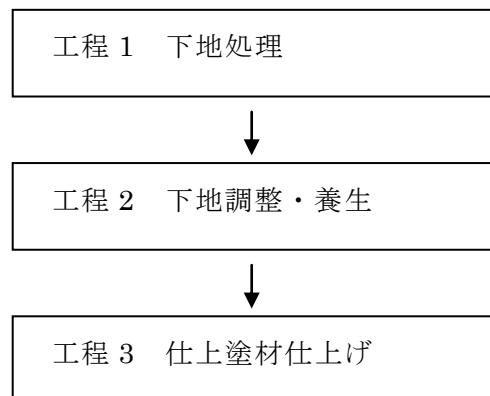 工程 1　下地処理
工程 2　下地調整・養生
工程 3　仕上塗材仕上げ